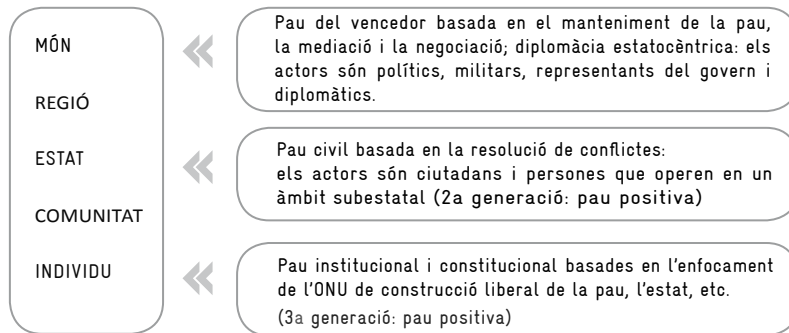 MÓN
REGIÓ
ESTAT
COMUNITAT
INDIVIDU
Pau del vencedor basada en el manteniment de la pau,
la mediació i la negociació; diplomàcia estatocèntrica: els
actors són polítics, militars, representants del govern i
diplomàtics.
Pau civil basada en la resolució de conflictes:
els actors són ciutadans i persones que operen en un
àmbit subestatal (2a generació: pau positiva)
Pau institucional i constitucional basades en l'enfocament
de l'ONU de construcció liberal de la pau, l'estat, etc.
(3a generació: pau positiva)